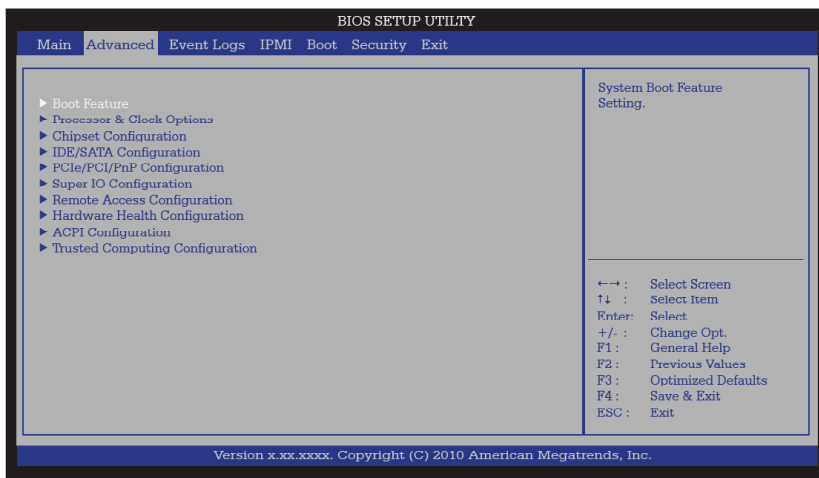 BIOS SETUP UTILTY
Main Advanced Event Logs IPMI Boot Security Exit
▶ Boot Feature
▶ Processor & Clock Options
▶ Chipset Configuration
▶ IDE/SATA Configuration
▶ PCIe/PCI/PnP Configuration
▶ Super IO Configuration
▶ Remote Access Configuration
▶ Hardware Health Configuration
▶ ACPI Configuration
▶ Trusted Computing Configuration
System Boot Feature
Setting.
←→ : Select Screen
↑↓ : Select Item
Enter: Select
+/- : Change Opt.
F1 : General Help
F2 : Previous Values
F3 : Optimized Defaults
F4 : Save & Exit
ESC : Exit
Version x.xx.xxxx. Copyright (C) 2010 American Megatrends, Inc.